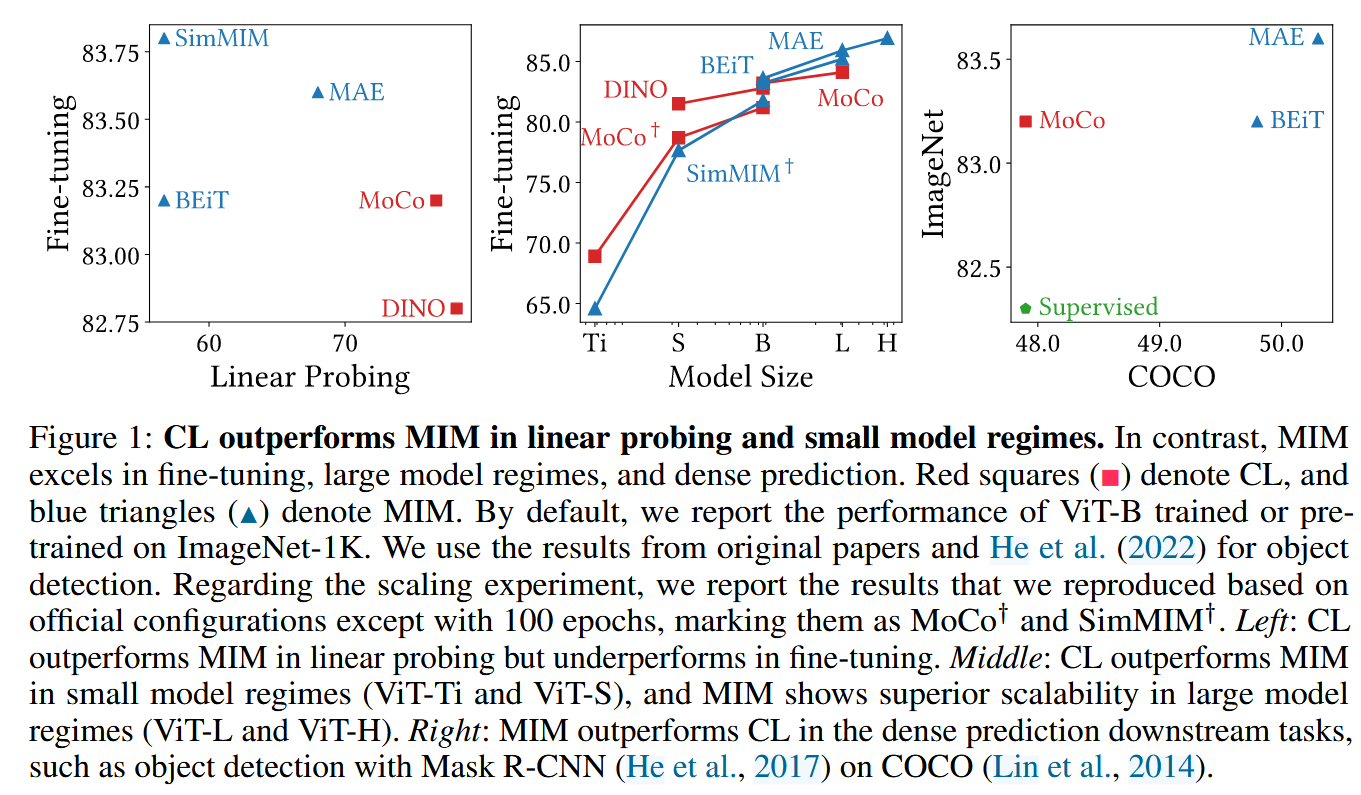 83.75
83.50
83.25
83.00
82.75
Fine-tuning
SimMIM
MAE
BEiT
MoCo
DINO
60 70
Linear Probing
85.0
80.0
75.0
70.0
65.0
Fine-tuning
MAE
BEiT
DINO
MoCo
MoCo†
SimMIM†
Ti S B L H
Model Size
83.5
83.0
82.5
ImageNet
MAE
MoCo
BEiT
Supervised
48.0 49.0 50.0
COCO
Figure 1: CL outperforms MIM in linear probing and small model regimes. In contrast, MIM
excels in fine-tuning, large model regimes, and dense prediction. Red squares (■) denote CL, and
blue triangles (▲) denote MIM. By default, we report the performance of ViT-B trained or pre-
trained on ImageNet-1K. We use the results from original papers and He et al. (2022) for object
detection. Regarding the scaling experiment, we report the results that we reproduced based on
official configurations except with 100 epochs, marking them as MoCo† and SimMIM†. Left: CL
outperforms MIM in linear probing but underperforms in fine-tuning. Middle: CL outperforms MIM
in small model regimes (ViT-Ti and ViT-S), and MIM shows superior scalability in large model
regimes (ViT-L and ViT-H). Right: MIM outperforms CL in the dense prediction downstream tasks,
such as object detection with Mask R-CNN (He et al., 2017) on COCO (Lin et al., 2014).